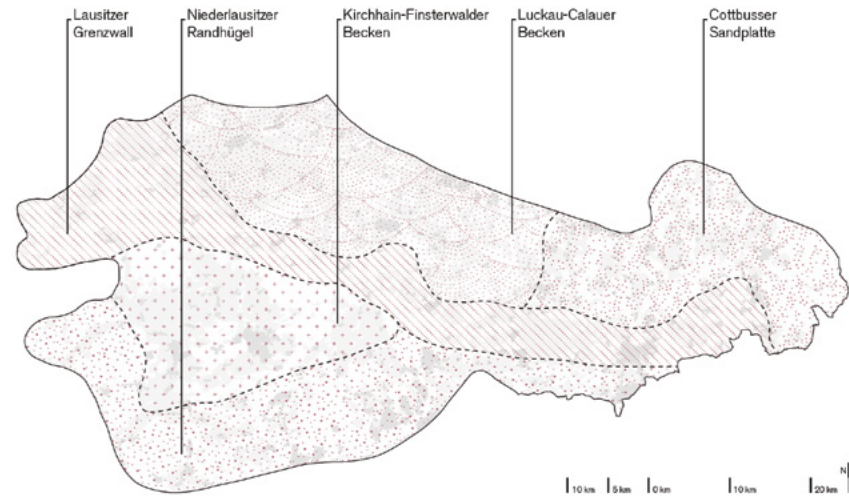 Lausitzer
Grenzwall
Niederlausitzer
Randhügel
Kirchhain-Finsterwalder
Becken
Luckau-Calauer
Becken
Cottbusser
Sandplatte
N
10 km
5 km
0 km
10 km
20 km